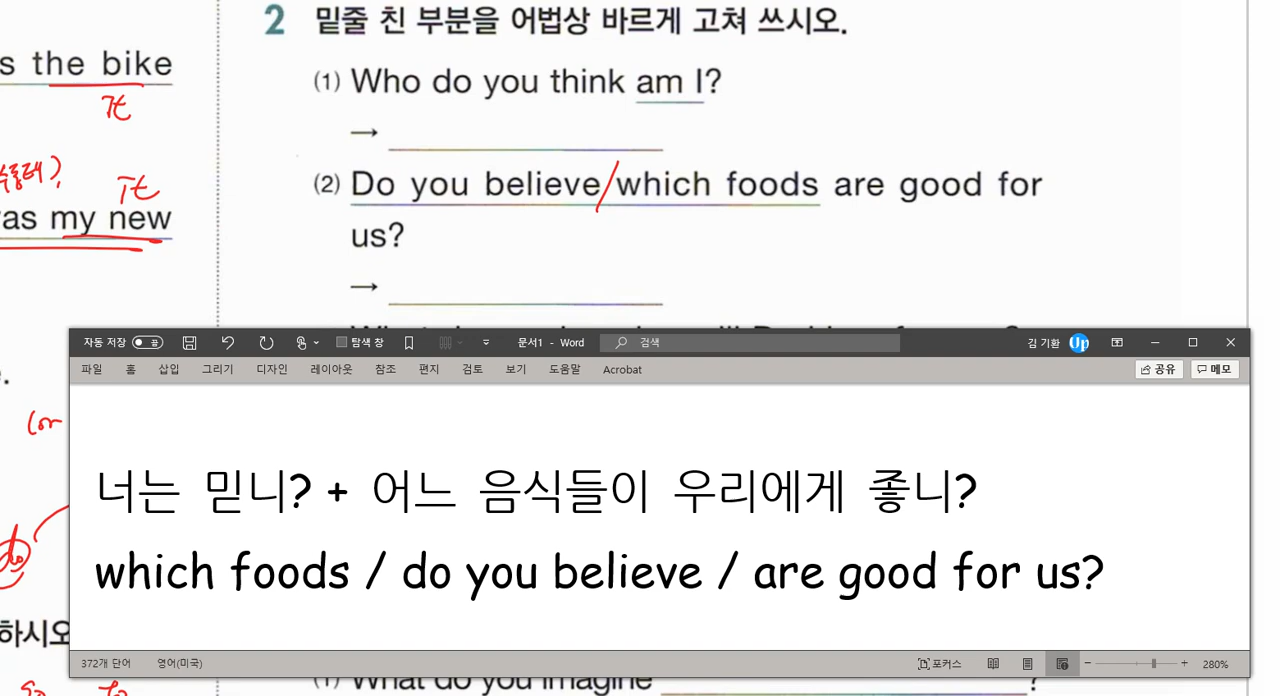 s the bike
2 밑줄 친 부분을 어법상 바르게 고쳐 쓰시오.
(1) Who do you think am I?
→
(2) Do you believe/which foods are good for
us?
→
as my new
자동 저장 끔 탐색 창 문서1 - Word 검색 김 기환
파일 홈 삽입 그리기 디자인 레이아웃 참조 편지 검토 보기 도움말 Acrobat 공유 메모
너는 믿니? + 어느 음식들이 우리에게 좋니?
which foods / do you believe / are good for us?
372개 단어 영어(미국) 포커스 280%
하시오
(1) What do you imagine ?